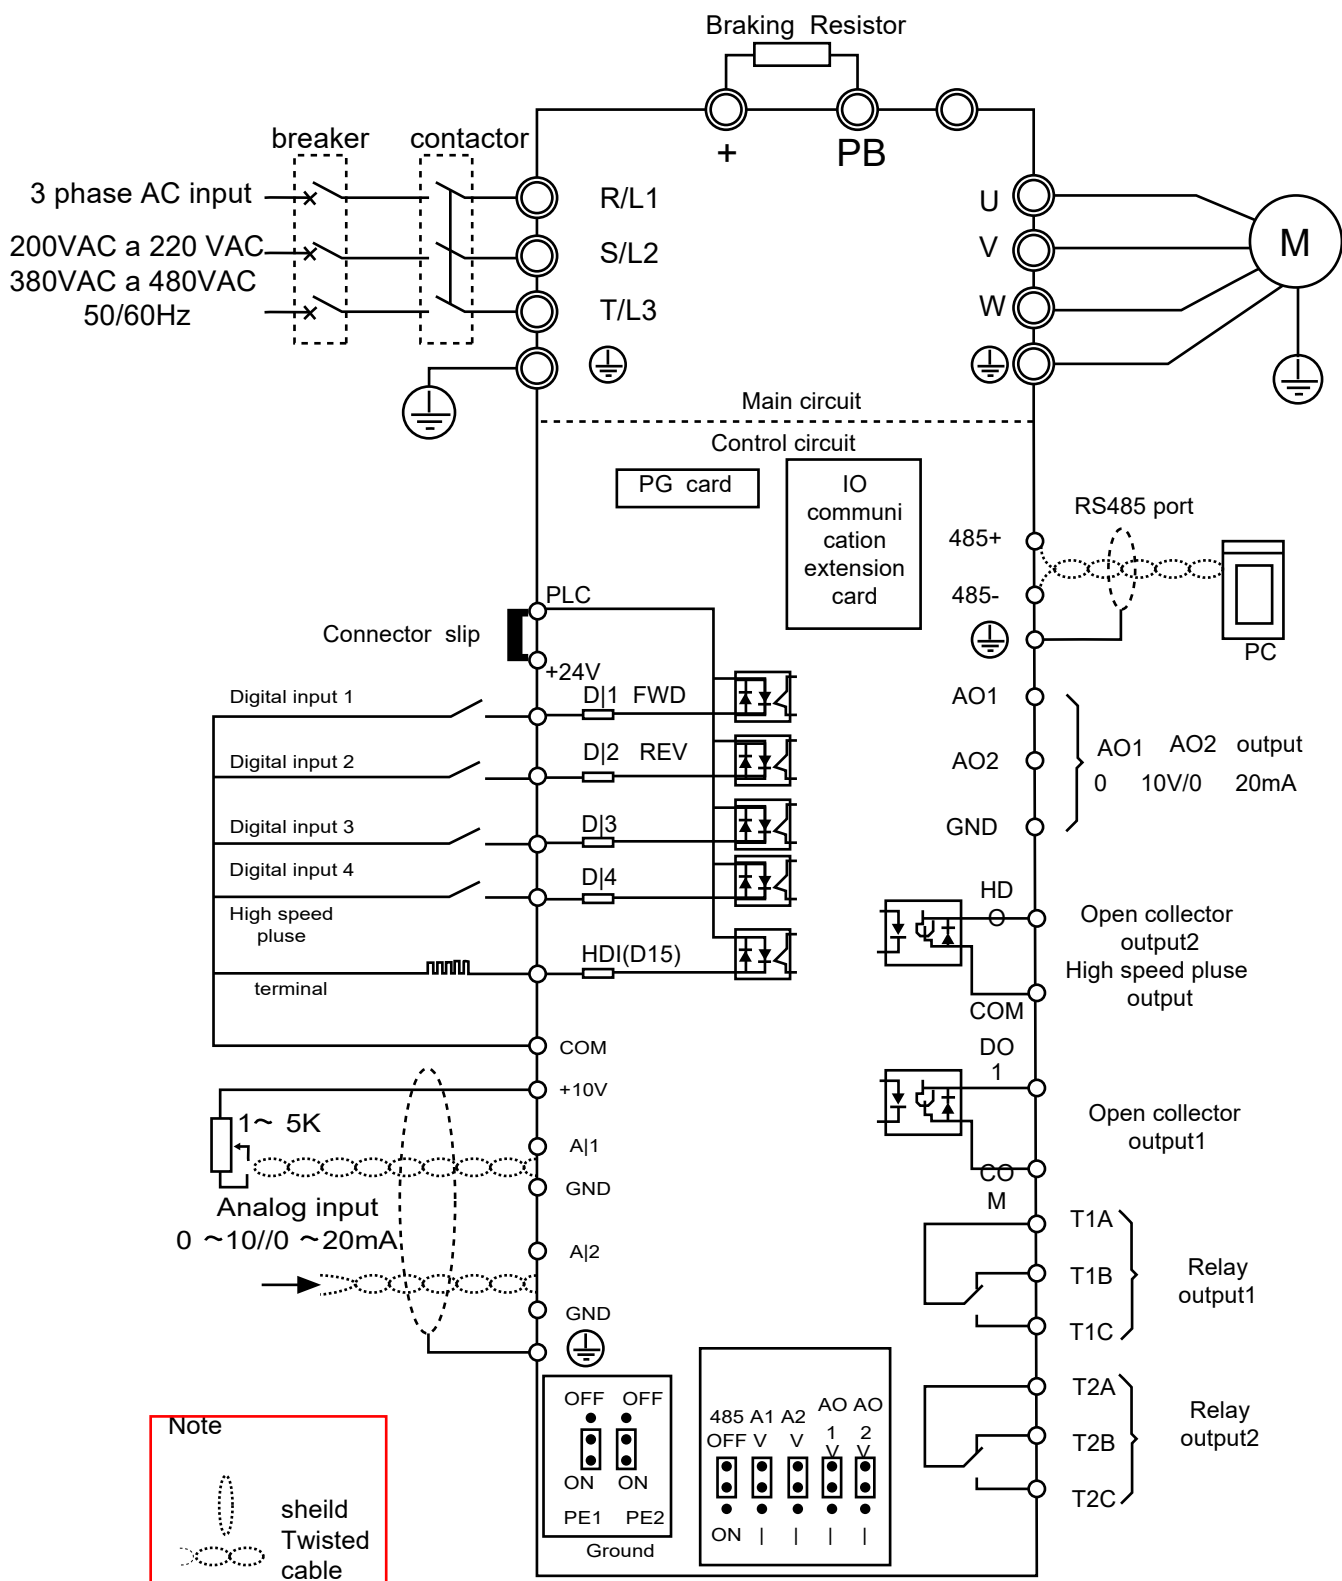 Braking Resistor
+
PB
breaker
contactor
3 phase AC input
200VAC a 220 VAC
380VAC a 480VAC
50/60Hz
R/L1
S/L2
T/L3
U
V
W
M
Main circuit
Control circuit
PG card
IO
communi
cation
extension
card
RS485 port
485+
485-
PC
PLC
Connector slip
+24V
Digital input 1
D|1 FWD
Digital input 2
D|2 REV
Digital input 3
D|3
Digital input 4
D|4
High speed
pluse
HDI(D15)
terminal
COM
+10V
1~ 5K
A|1
GND
Analog input
0 ~10//0 ~20mA
A|2
GND
AO1
AO2
GND
AO1 AO2 output
0 10V/0 20mA
HD
O
COM
Open collector
output2
High speed pluse
output
DO
1
CO
M
Open collector
output1
T1A
T1B
T1C
Relay
output1
T2A
T2B
T2C
Relay
output2
OFF OFF
ON ON
PE1 PE2
Ground
485 A1 A2 AO AO
OFF V V 1 2
V V
ON | | | |
Note
sheild
Twisted
cable